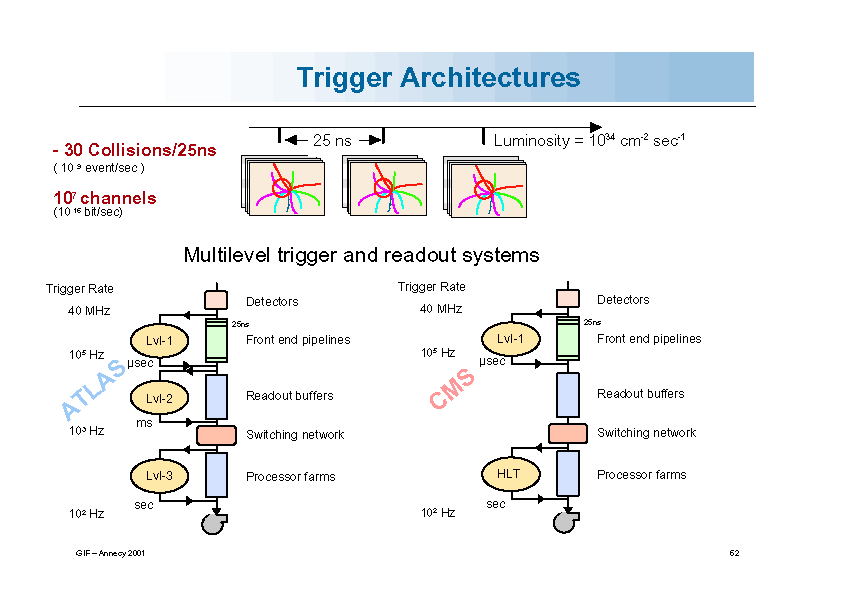 Trigger Architectures
25 ns
Luminosity = 10³⁴ cm⁻² sec⁻¹
- 30 Collisions/25ns
( 10 ⁹ event/sec )
10⁷ channels
(10 ¹⁶ bit/sec)
Multilevel trigger and readout systems
Trigger Rate
40 MHz
Detectors
25ns
Lvl-1
Front end pipelines
10⁵ Hz
µsec
ATLAS
Lvl-2
Readout buffers
ms
10³ Hz
Switching network
Lvl-3
Processor farms
sec
10² Hz
Trigger Rate
40 MHz
Detectors
25ns
Lvl-1
Front end pipelines
10⁵ Hz
µsec
CMS
Readout buffers
Switching network
HLT
Processor farms
sec
10² Hz
GIF – Annecy 2001
52